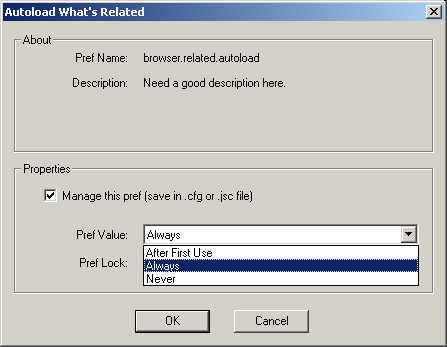 Autoload What's Related
About
Pref Name: browser.related.autoload
Description: Need a good description here.
Properties
Manage this pref (save in .cfg or .jsc file)
Pref Value: Always
After First Use
Pref Lock: Always
Never
OK Cancel